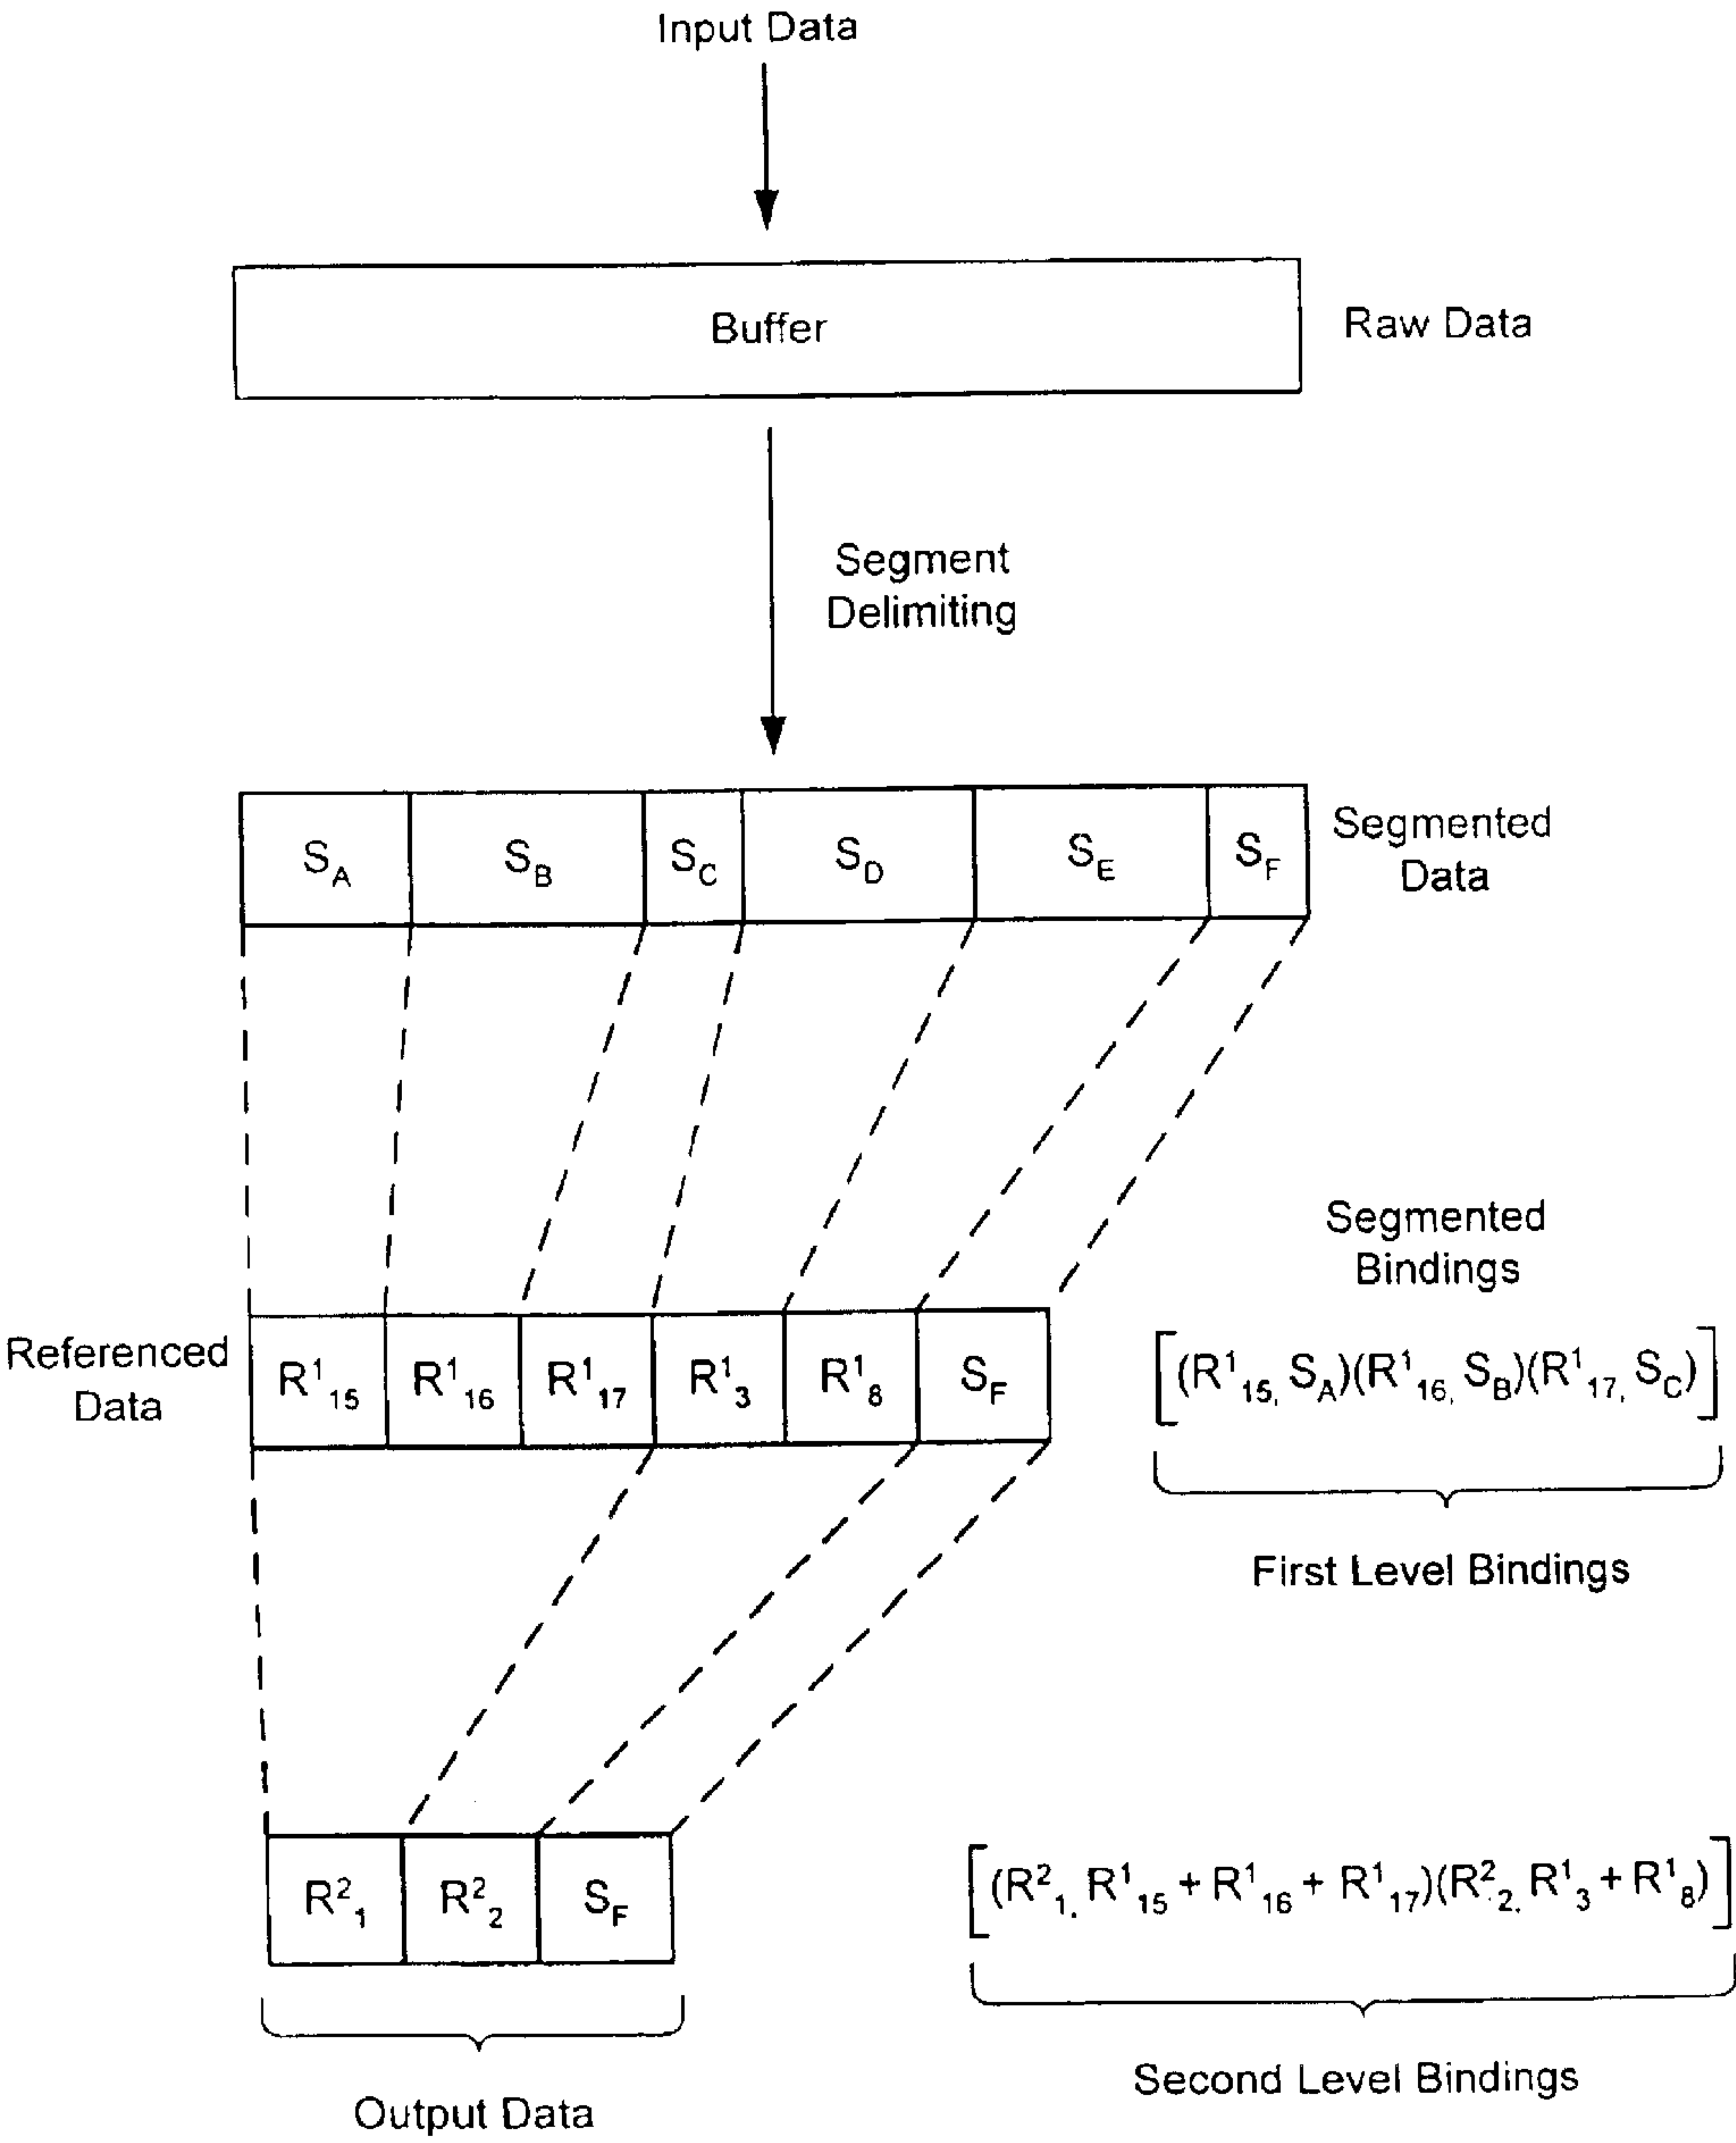 Input Data
Buffer
Raw Data
Segment
Delimiting
S_A S_B S_C S_D S_E S_F
Segmented
Data
Segmented
Bindings
Referenced
Data
R^1_15 R^1_16 R^1_17 R^1_3 R^1_8 S_F
[(R^1_15, S_A)(R^1_16, S_B)(R^1_17, S_C)]
First Level Bindings
R^2_1 R^2_2 S_F
[(R^2_1, R^1_15 + R^1_16 + R^1_17)(R^2_2, R^1_3 + R^1_8)]
Output Data
Second Level Bindings